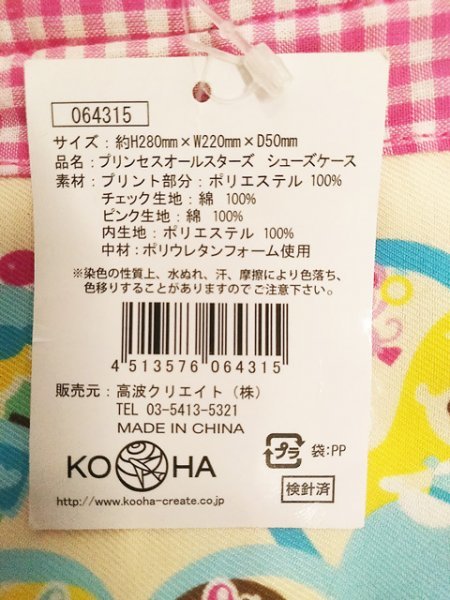 064315
サイズ：約H280mm×W220mm×D50mm
品名：プリンセスオールスターズ　シューズケース
素材：プリント部分：ポリエステル 100%
チェック生地：綿 100%
ピンク生地：綿 100%
内生地：ポリエステル 100%
中材：ポリウレタンフォーム使用
※染色の性質上、水ぬれ、汗、摩擦により色落ち、
色移りすることがありますのでご注意下さい。
4 513576 064315
販売元：高波クリエイト（株）
TEL 03-5413-5321
MADE IN CHINA
KOOHA
プラ 袋:PP
検針済
http://www.kooha-create.co.jp